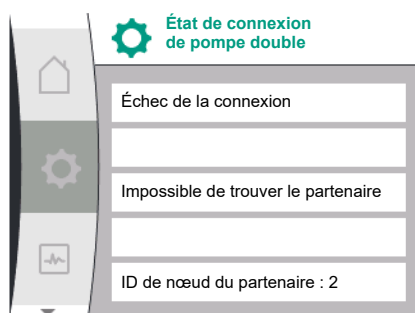 État de connexion
de pompe double
Échec de la connexion
Impossible de trouver le partenaire
ID de nœud du partenaire : 2